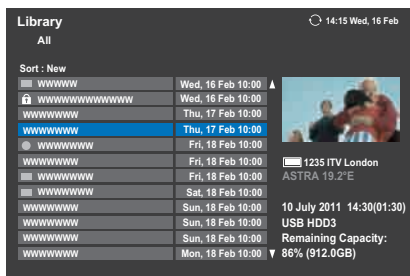 Library
14:15 Wed, 16 Feb
All
Sort : New
wwwwww Wed, 16 Feb 10:00
wwwwwwwwwwwww Wed, 16 Feb 10:00
wwwwwww Thu, 17 Feb 10:00
wwwwwww Thu, 17 Feb 10:00
wwwwwwww Fri, 18 Feb 10:00
wwwwwww Fri, 18 Feb 10:00
wwwwwwww Fri, 18 Feb 10:00
wwwwwwww Sat, 18 Feb 10:00
wwwwwww Sun, 18 Feb 10:00
wwwwwww Sun, 18 Feb 10:00
wwwwwww Sun, 18 Feb 10:00
wwwwwww Mon, 18 Feb 10:00
1235 ITV London
ASTRA 19.2°E
10 July 2011 14:30(01:30)
USB HDD3
Remaining Capacity:
86% (912.0GB)